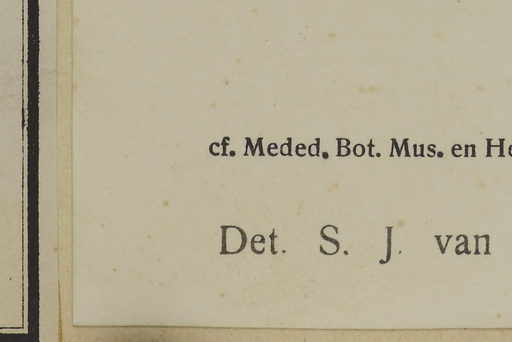 cf. Meded. Bot. Mus. en He
Det. S. J. van